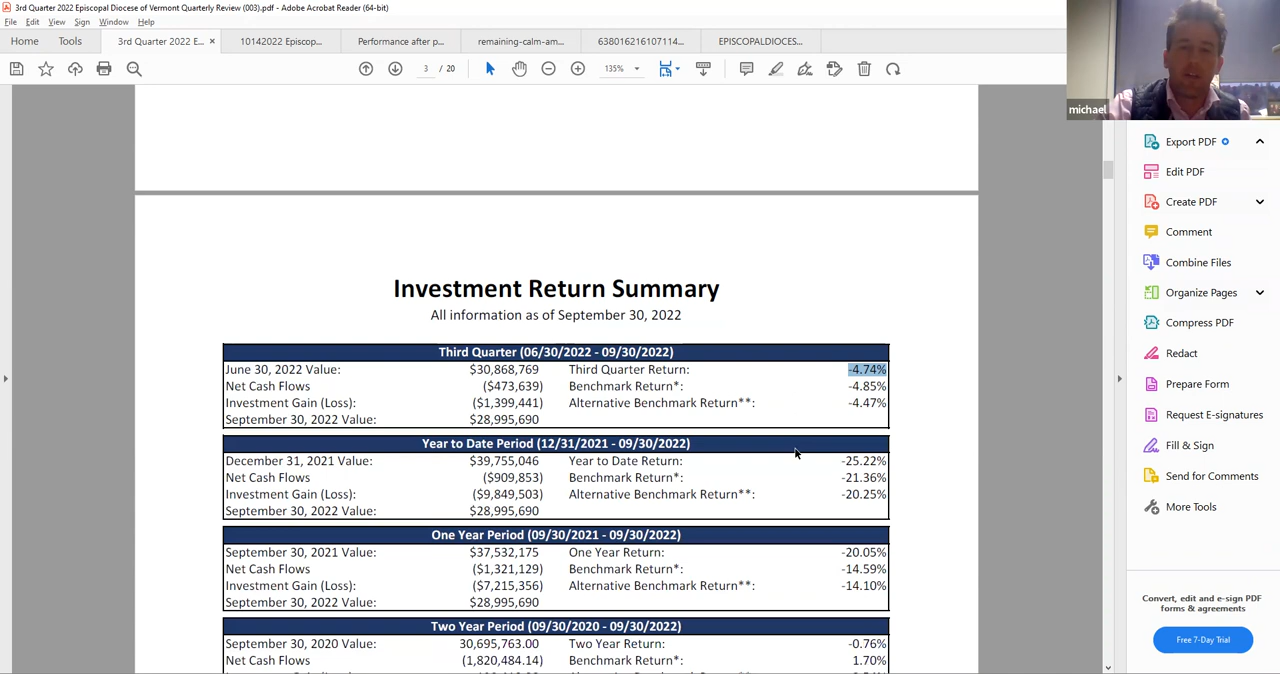 3rd Quarter 2022 Episcopal Diocese of Vermont Quarterly Review (003).pdf - Adobe Acrobat Reader (64-bit)
File Edit View Sign Window Help
Home Tools 3rd Quarter 2022 E... × 10142022 Episcop... Performance after p... remaining-calm-am... 638016216107114... EPISCOPALDIOCES...
3 / 20 135%
michael
Export PDF
Edit PDF
Create PDF
Comment
Combine Files
Organize Pages
Compress PDF
Redact
Prepare Form
Request E-signatures
Fill & Sign
Send for Comments
More Tools
Convert, edit and e-sign PDF
forms & agreements
Free 7-Day Trial
Investment Return Summary
All information as of September 30, 2022
Third Quarter (06/30/2022 - 09/30/2022)
June 30, 2022 Value: $30,868,769 Third Quarter Return: -4.74%
Net Cash Flows ($473,639) Benchmark Return*: -4.85%
Investment Gain (Loss): ($1,399,441) Alternative Benchmark Return**: -4.47%
September 30, 2022 Value: $28,995,690
Year to Date Period (12/31/2021 - 09/30/2022)
December 31, 2021 Value: $39,755,046 Year to Date Return: -25.22%
Net Cash Flows ($909,853) Benchmark Return*: -21.36%
Investment Gain (Loss): ($9,849,503) Alternative Benchmark Return**: -20.25%
September 30, 2022 Value: $28,995,690
One Year Period (09/30/2021 - 09/30/2022)
September 30, 2021 Value: $37,532,175 One Year Return: -20.05%
Net Cash Flows ($1,321,129) Benchmark Return*: -14.59%
Investment Gain (Loss): ($7,215,356) Alternative Benchmark Return**: -14.10%
September 30, 2022 Value: $28,995,690
Two Year Period (09/30/2020 - 09/30/2022)
September 30, 2020 Value: 30,695,763.00 Two Year Return: -0.76%
Net Cash Flows (1,820,484.14) Benchmark Return*: 1.70%